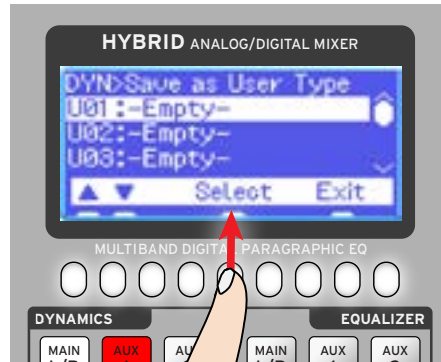 HYBRID ANALOG/DIGITAL MIXER
DYN>Save as User Type
U01:-Empty-
U02:-Empty-
U03:-Empty-
Select Exit
MULTIBAND DIGITAL PARAGRAPHIC EQ
DYNAMICS EQUALIZER
MAIN AUX MAIN AUX AUX